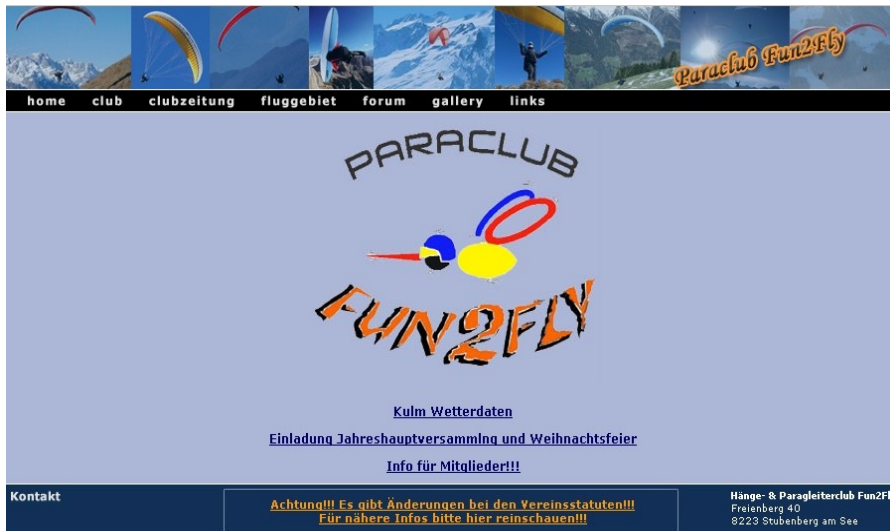 Paraclub Fun2Fly
home club clubzeitung fluggebiet forum gallery links
PARACLUB
FUN2FLY
Kulm Wetterdaten
Einladung Jahreshauptversammlng und Weihnachtsfeier
Info für Mitglieder!!!
Kontakt
Achtung!!! Es gibt Änderungen bei den Vereinsstatuten!!!
Für nähere Infos bitte hier reinschauen!!!
Hänge- & Paragleiterclub Fun2Fl
Freienberg 40
8223 Stubenberg am See